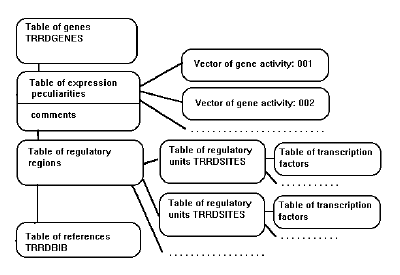 Table of genes
TRRDGENES
Table of expression
peculiarities
comments
Vector of gene activity: 001
Vector of gene activity: 002
Table of regulatory
regions
Table of regulatory
units TRRDSITES
Table of transcription
factors
Table of regulatory
units TRRDSITES
Table of transcription
factors
Table of references
TRRDBIB